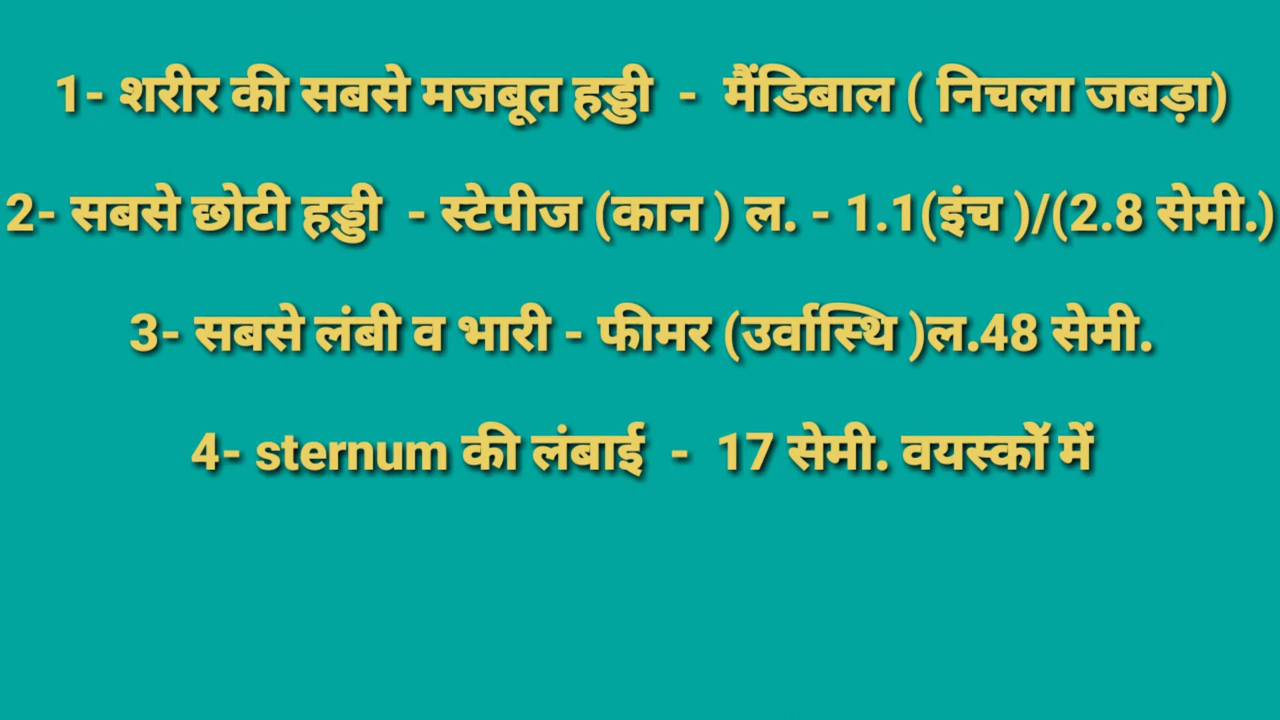 1- शरीर की सबसे मजबूत हड्डी - मैंडिबाल ( निचला जबड़ा)
2- सबसे छोटी हड्डी - स्टेपीज (कान ) ल. - 1.1(इंच )/(2.8 सेमी.)
3- सबसे लंबी व भारी - फीमर (उर्वास्थि )ल.48 सेमी.
4- sternum की लंबाई - 17 सेमी. वयस्कोँ में